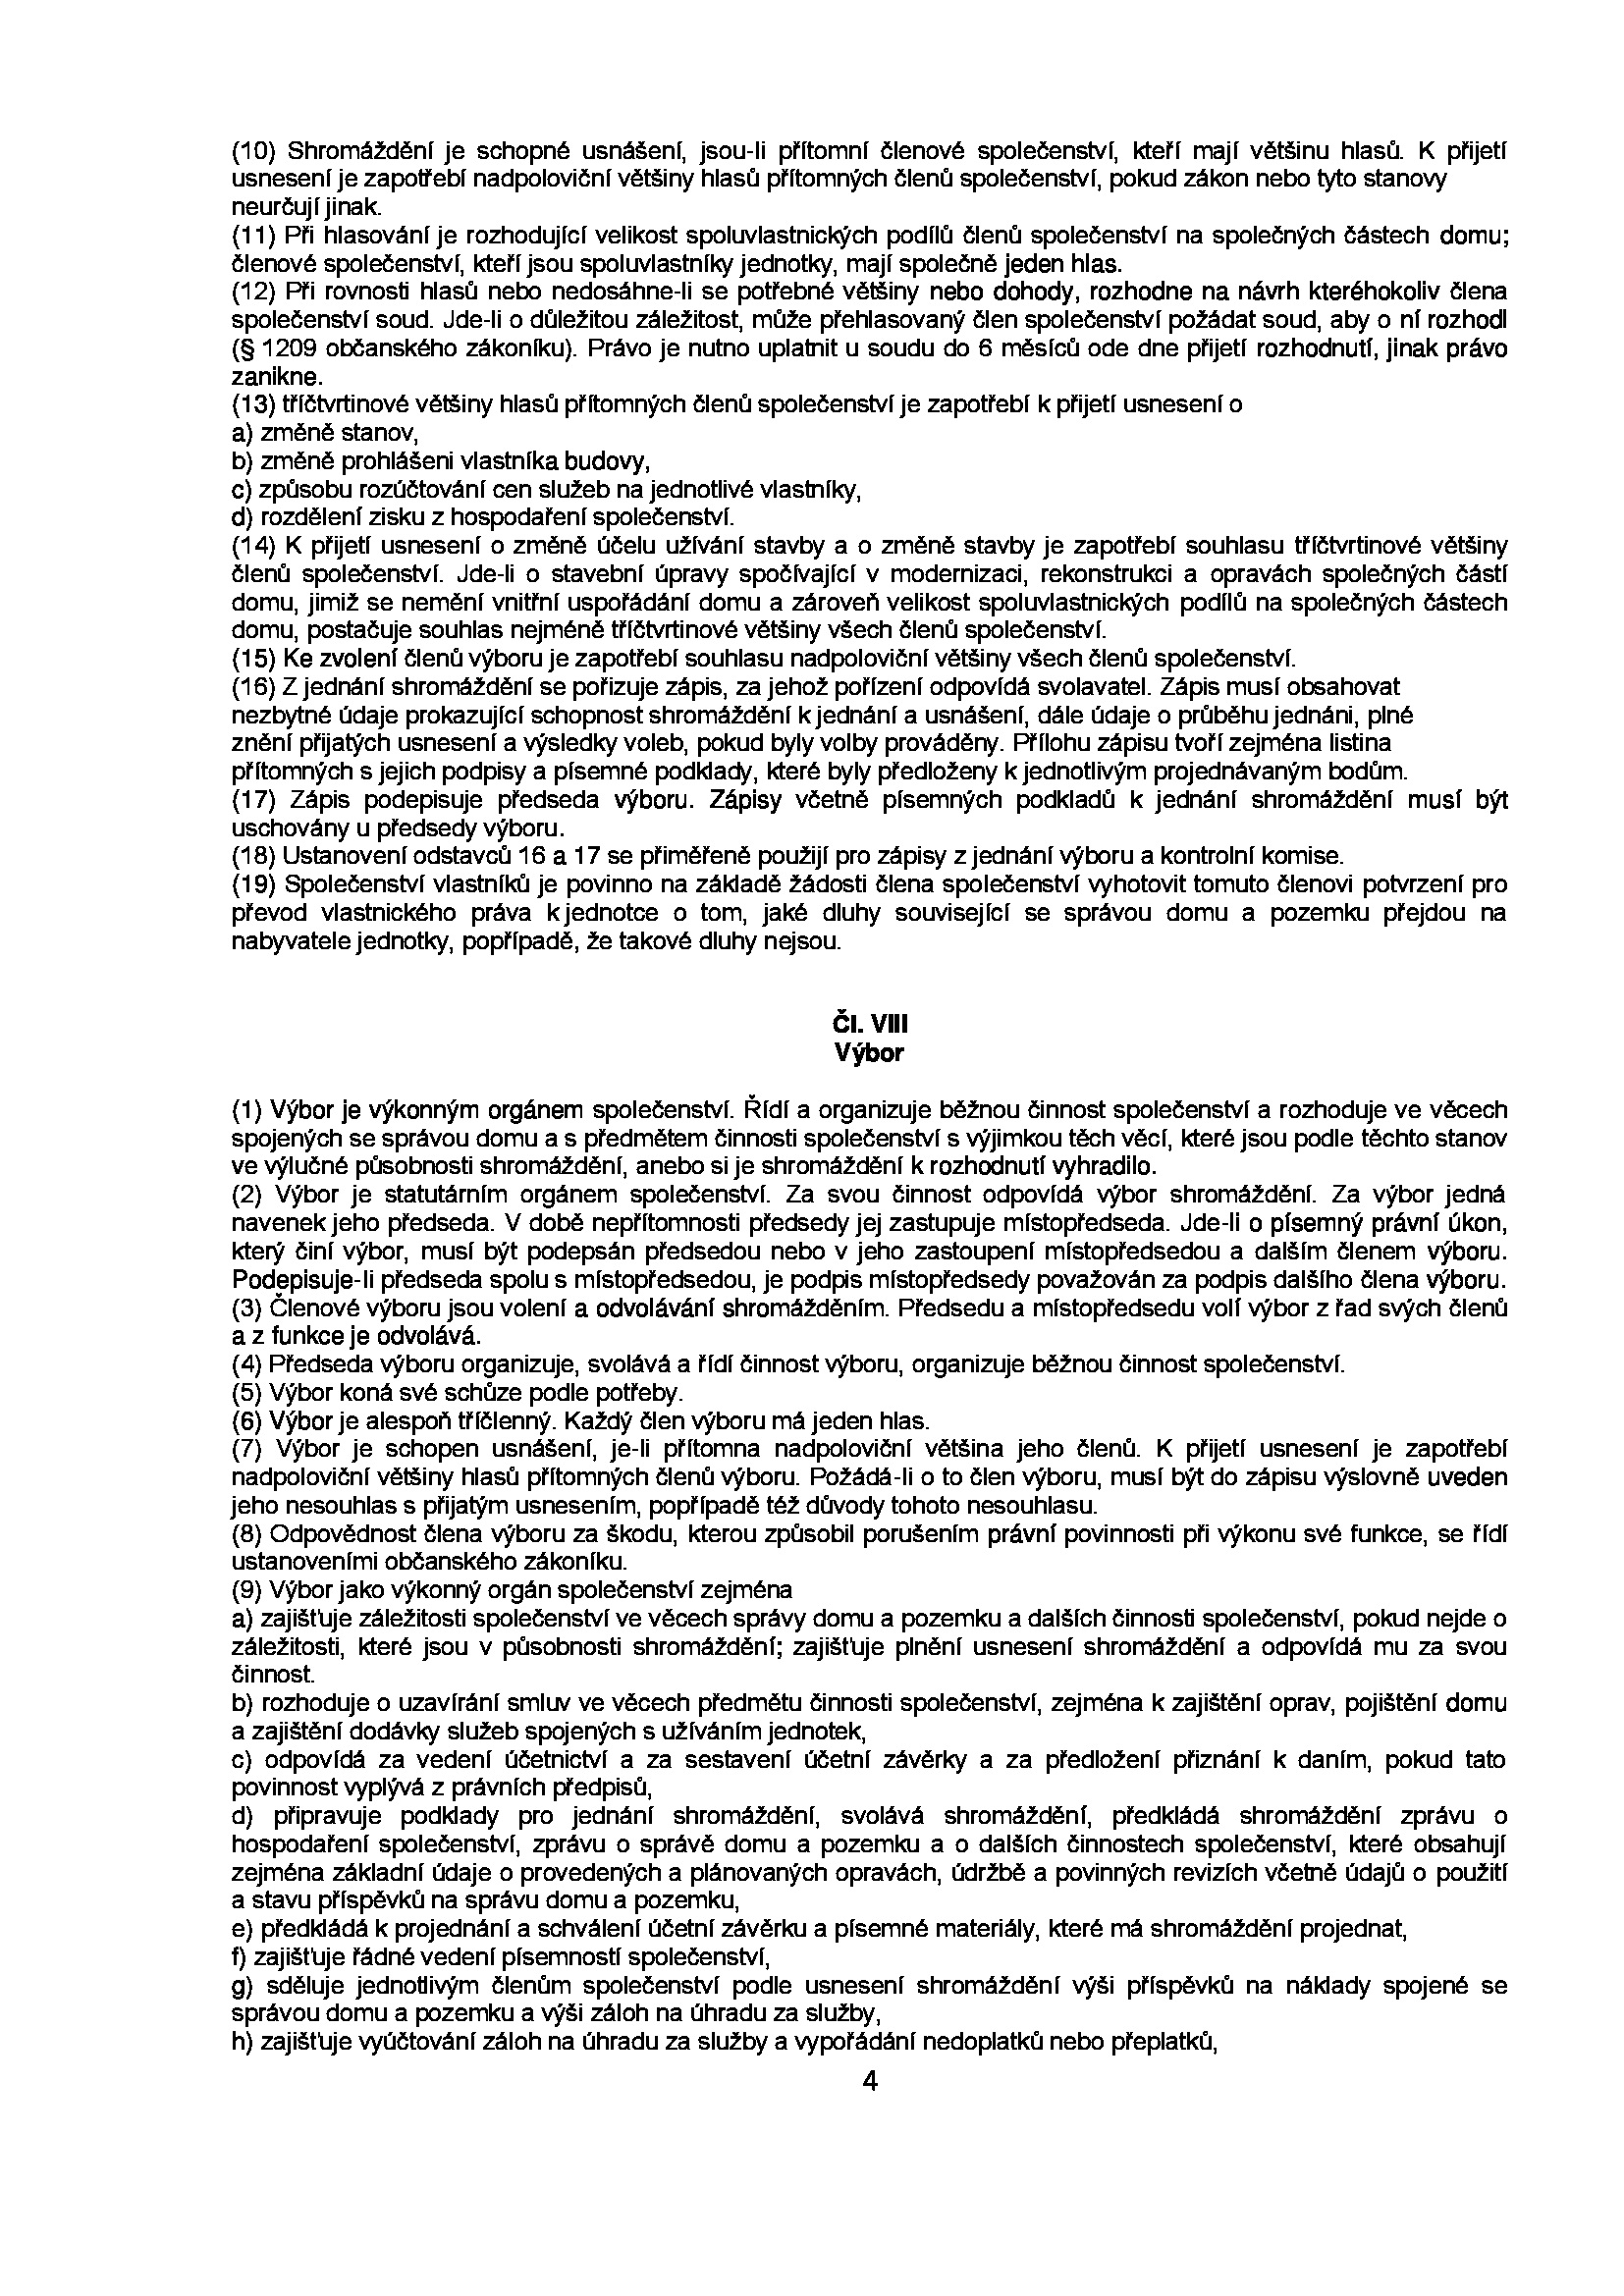 (10) Shromáždění je schopné usnášení, jsou-li přítomní členové společenství, kteří mají většinu hlasů. K přijetí
usnesení je zapotřebí nadpoloviční většiny hlasů přítomných členů společenství, pokud zákon nebo tyto stanovy
neurčují jinak.
(11) Při hlasování je rozhodující velikost spoluvlastnických podílů členů společenství na společných částech domu;
členové společenství, kteří jsou spoluvlastníky jednotky, mají společně jeden hlas.
(12) Při rovnosti hlasů nebo nedosáhne-li se potřebné většiny nebo dohody, rozhodne na návrh kteréhokoliv člena
společenství soud. Jde-li o důležitou záležitost, může přehlasovaný člen společenství požádat soud, aby o ní rozhodl
(§ 1209 občanského zákoníku). Právo je nutno uplatnit u soudu do 6 měsíců ode dne přijetí rozhodnutí, jinak právo
zanikne.
(13) tříčtvrtinové většiny hlasů přítomných členů společenství je zapotřebí k přijetí usnesení o
a) změně stanov,
b) změně prohlášeni vlastníka budovy,
c) způsobu rozúčtování cen služeb na jednotlivé vlastníky,
d) rozdělení zisku z hospodaření společenství.
(14) K přijetí usnesení o změně účelu užívání stavby a o změně stavby je zapotřebí souhlasu tříčtvrtinové většiny
členů společenství. Jde-li o stavební úpravy spočívající v modernizaci, rekonstrukci a opravách společných částí
domu, jimiž se nemění vnitřní uspořádání domu a zároveň velikost spoluvlastnických podílů na společných částech
domu, postačuje souhlas nejméně tříčtvrtinové většiny všech členů společenství.
(15) Ke zvolení členů výboru je zapotřebí souhlasu nadpoloviční většiny všech členů společenství.
(16) Z jednání shromáždění se pořizuje zápis, za jehož pořízení odpovídá svolavatel. Zápis musí obsahovat
nezbytné údaje prokazující schopnost shromáždění k jednání a usnášení, dále údaje o průběhu jednáni, plné
znění přijatých usnesení a výsledky voleb, pokud byly volby prováděny. Přílohu zápisu tvoří zejména listina
přítomných s jejich podpisy a písemné podklady, které byly předloženy k jednotlivým projednávaným bodům.
(17) Zápis podepisuje předseda výboru. Zápisy včetně písemných podkladů k jednání shromáždění musí být
uschovány u předsedy výboru.
(18) Ustanovení odstavců 16 a 17 se přiměřeně použijí pro zápisy z jednání výboru a kontrolní komise.
(19) Společenství vlastníků je povinno na základě žádosti člena společenství vyhotovit tomuto členovi potvrzení pro
převod vlastnického práva k jednotce o tom, jaké dluhy související se správou domu a pozemku přejdou na
nabyvatele jednotky, popřípadě, že takové dluhy nejsou.
Čl. VIII
Výbor
(1) Výbor je výkonným orgánem společenství. Řídí a organizuje běžnou činnost společenství a rozhoduje ve věcech
spojených se správou domu a s předmětem činnosti společenství s výjimkou těch věcí, které jsou podle těchto stanov
ve výlučné působnosti shromáždění, anebo si je shromáždění k rozhodnutí vyhradilo.
(2) Výbor je statutárním orgánem společenství. Za svou činnost odpovídá výbor shromáždění. Za výbor jedná
navenek jeho předseda. V době nepřítomnosti předsedy jej zastupuje místopředseda. Jde-li o písemný právní úkon,
který činí výbor, musí být podepsán předsedou nebo v jeho zastoupení místopředsedou a dalším členem výboru.
Podepisuje-li předseda spolu s místopředsedou, je podpis místopředsedy považován za podpis dalšího člena výboru.
(3) Členové výboru jsou volení a odvolávání shromážděním. Předsedu a místopředsedu volí výbor z řad svých členů
a z funkce je odvolává.
(4) Předseda výboru organizuje, svolává a řídí činnost výboru, organizuje běžnou činnost společenství.
(5) Výbor koná své schůze podle potřeby.
(6) Výbor je alespoň tříčlenný. Každý člen výboru má jeden hlas.
(7) Výbor je schopen usnášení, je-li přítomna nadpoloviční většina jeho členů. K přijetí usnesení je zapotřebí
nadpoloviční většiny hlasů přítomných členů výboru. Požádá-li o to člen výboru, musí být do zápisu výslovně uveden
jeho nesouhlas s přijatým usnesením, popřípadě též důvody tohoto nesouhlasu.
(8) Odpovědnost člena výboru za škodu, kterou způsobil porušením právní povinnosti při výkonu své funkce, se řídí
ustanoveními občanského zákoníku.
(9) Výbor jako výkonný orgán společenství zejména
a) zajišťuje záležitosti společenství ve věcech správy domu a pozemku a dalších činnosti společenství, pokud nejde o
záležitosti, které jsou v působnosti shromáždění; zajišťuje plnění usnesení shromáždění a odpovídá mu za svou
činnost.
b) rozhoduje o uzavírání smluv ve věcech předmětu činnosti společenství, zejména k zajištění oprav, pojištění domu
a zajištění dodávky služeb spojených s užíváním jednotek,
c) odpovídá za vedení účetnictví a za sestavení účetní závěrky a za předložení přiznání k daním, pokud tato
povinnost vyplývá z právních předpisů,
d) připravuje podklady pro jednání shromáždění, svolává shromáždění, předkládá shromáždění zprávu o
hospodaření společenství, zprávu o správě domu a pozemku a o dalších činnostech společenství, které obsahují
zejména základní údaje o provedených a plánovaných opravách, údržbě a povinných revizích včetně údajů o použití
a stavu příspěvků na správu domu a pozemku,
e) předkládá k projednání a schválení účetní závěrku a písemné materiály, které má shromáždění projednat,
f) zajišťuje řádné vedení písemností společenství,
g) sděluje jednotlivým členům společenství podle usnesení shromáždění výši příspěvků na náklady spojené se
správou domu a pozemku a výši záloh na úhradu za služby,
h) zajišťuje vyúčtování záloh na úhradu za služby a vypořádání nedoplatků nebo přeplatků,
4